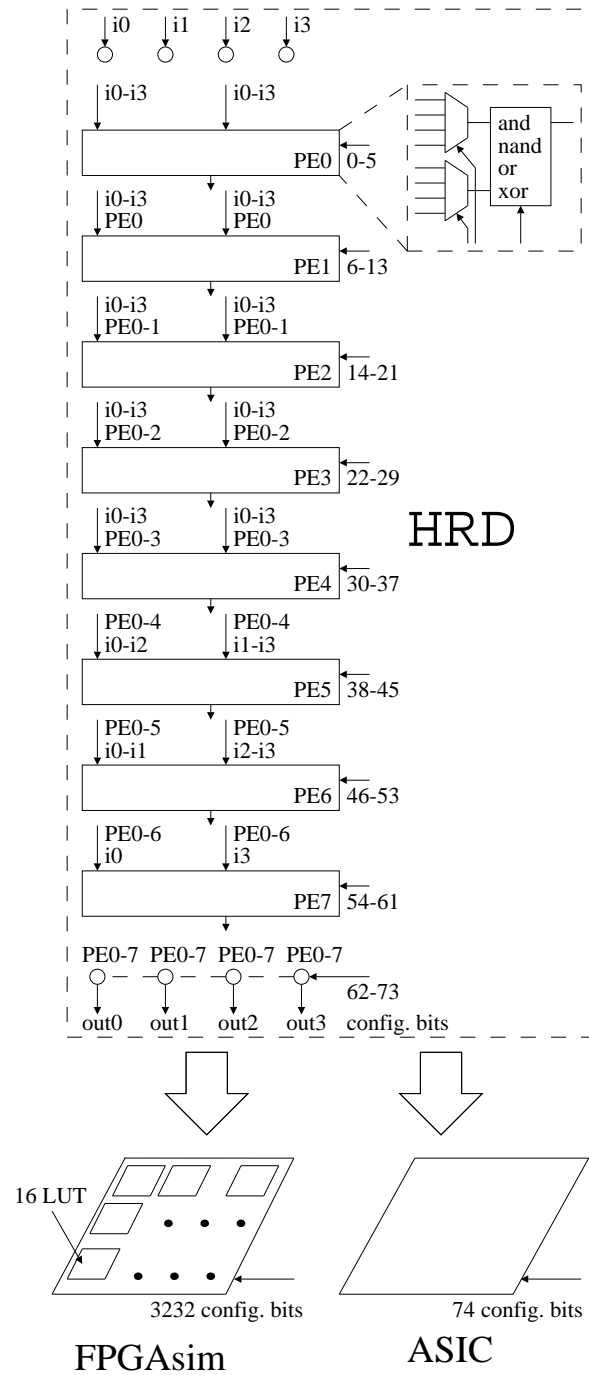 i0 i1 i2 i3
i0-i3 i0-i3
and
nand
or
xor
PE0 0-5
i0-i3 i0-i3
PE0 PE0
PE1 6-13
i0-i3 i0-i3
PE0-1 PE0-1
PE2 14-21
i0-i3 i0-i3
PE0-2 PE0-2
PE3 22-29
HRD
i0-i3 i0-i3
PE0-3 PE0-3
PE4 30-37
PE0-4 PE0-4
i0-i2 i1-i3
PE5 38-45
PE0-5 PE0-5
i0-i1 i2-i3
PE6 46-53
PE0-6 PE0-6
i0 i3
PE7 54-61
PE0-7 PE0-7 PE0-7 PE0-7
62-73
out0 out1 out2 out3 config. bits
16 LUT
3232 config. bits 74 config. bits
FPGAsim ASIC